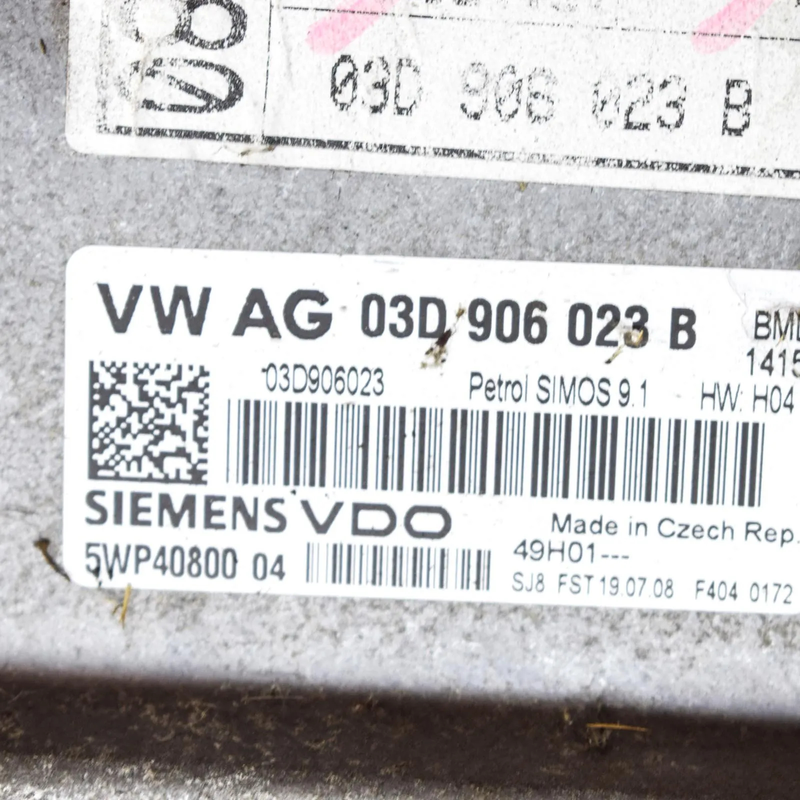 03D 906 023 B
VW AG 03D 906 023 B
03D906023 Petrol SIMOS 9.1 HW: H04
SIEMENS VDO
Made in Czech Rep.
5WP40800 04
49H01---
SJ8 FST 19.07.08 F404 0172